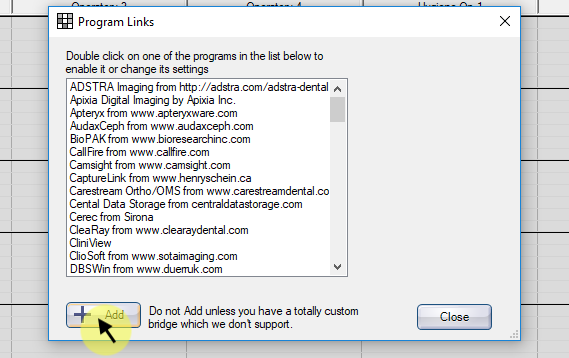 Operatory 3 Operatory 4 Hygiene Op 1
Program Links
Double click on one of the programs in the list below to
enable it or change its settings
ADSTRA Imaging from http://adstra.com/adstra-dental
Apixia Digital Imaging by Apixia Inc.
Apteryx from www.apteryxware.com
AudaxCeph from www.audaxceph.com
BioPAK from www.bioresearchinc.com
CallFire from www.callfire.com
Camsight from www.camsight.com
CaptureLink from www.henryschein.ca
Carestream Ortho/OMS from www.carestreamdental.co
Cental Data Storage from centraldatastorage.com
Cerec from Sirona
CleaRay from www.clearaydental.com
CliniView
ClioSoft from www.sotaimaging.com
DBSWin from www.duerruk.com
Add
Do not Add unless you have a totally custom
bridge which we don't support.
Close